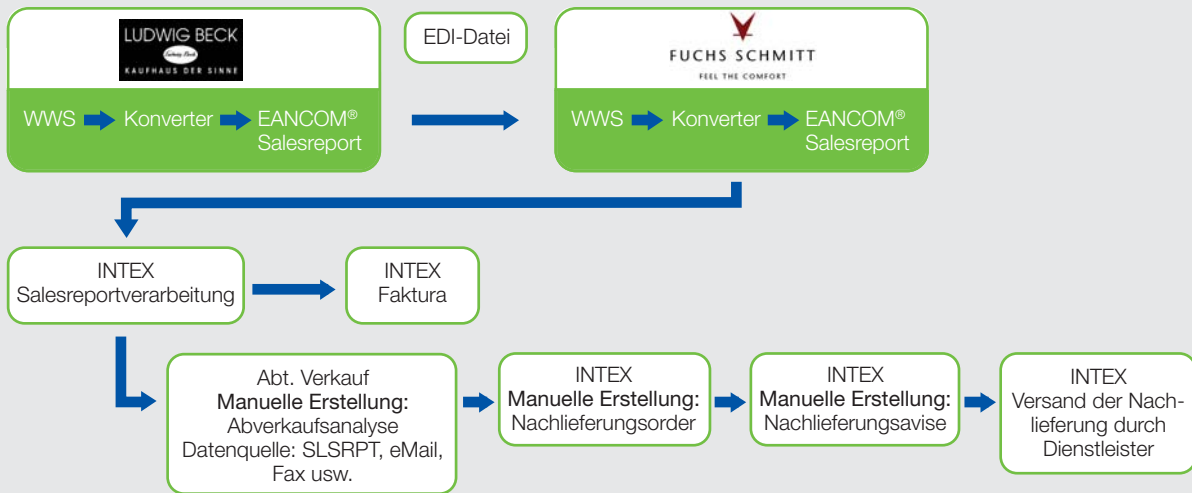 LUDWIG BECK
Ludwig Beck
KAUFHAUS DER SINNE
EDI-Datei
FUCHS SCHMITT
FEEL THE COMFORT
WWS
Konverter
EANCOM®
Salesreport
WWS
Konverter
EANCOM®
Salesreport
INTEX
Salesreportverarbeitung
INTEX
Faktura
Abt. Verkauf
Manuelle Erstellung:
Abverkaufsanalyse
Datenquelle: SLSRPT, eMail,
Fax usw.
INTEX
Manuelle Erstellung:
Nachlieferungsorder
INTEX
Manuelle Erstellung:
Nachlieferungsavise
INTEX
Versand der Nach-
lieferung durch
Dienstleister